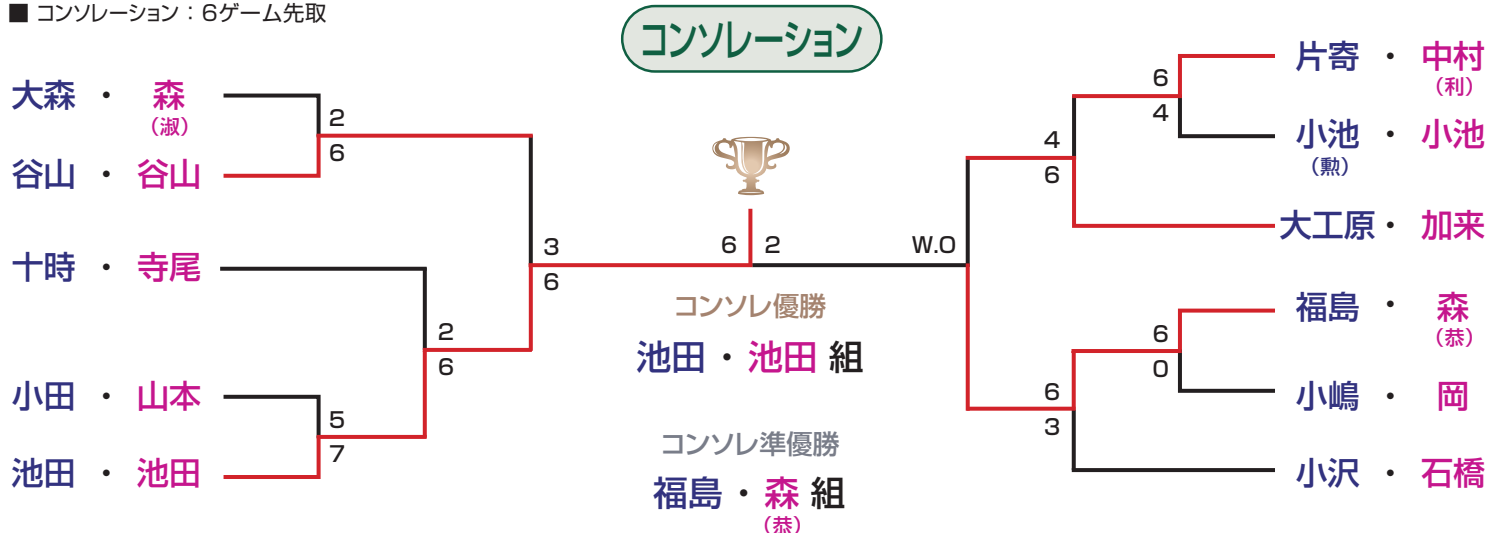 ■ コンソレーション：6ゲーム先取
コンソレーション
大森 ・ 森
（淑）
2
6
谷山 ・ 谷山
十時 ・ 寺尾
3
6
2
6
小田 ・ 山本
5
7
池田 ・ 池田
6 2
コンソレ優勝
池田 ・ 池田 組
コンソレ準優勝
福島 ・ 森 組
（恭）
W.O
片寄 ・ 中村
（利）
6
4
小池 ・ 小池
（勲）
4
6
大工原 ・ 加来
福島 ・ 森
（恭）
6
0
小嶋 ・ 岡
6
3
小沢 ・ 石橋